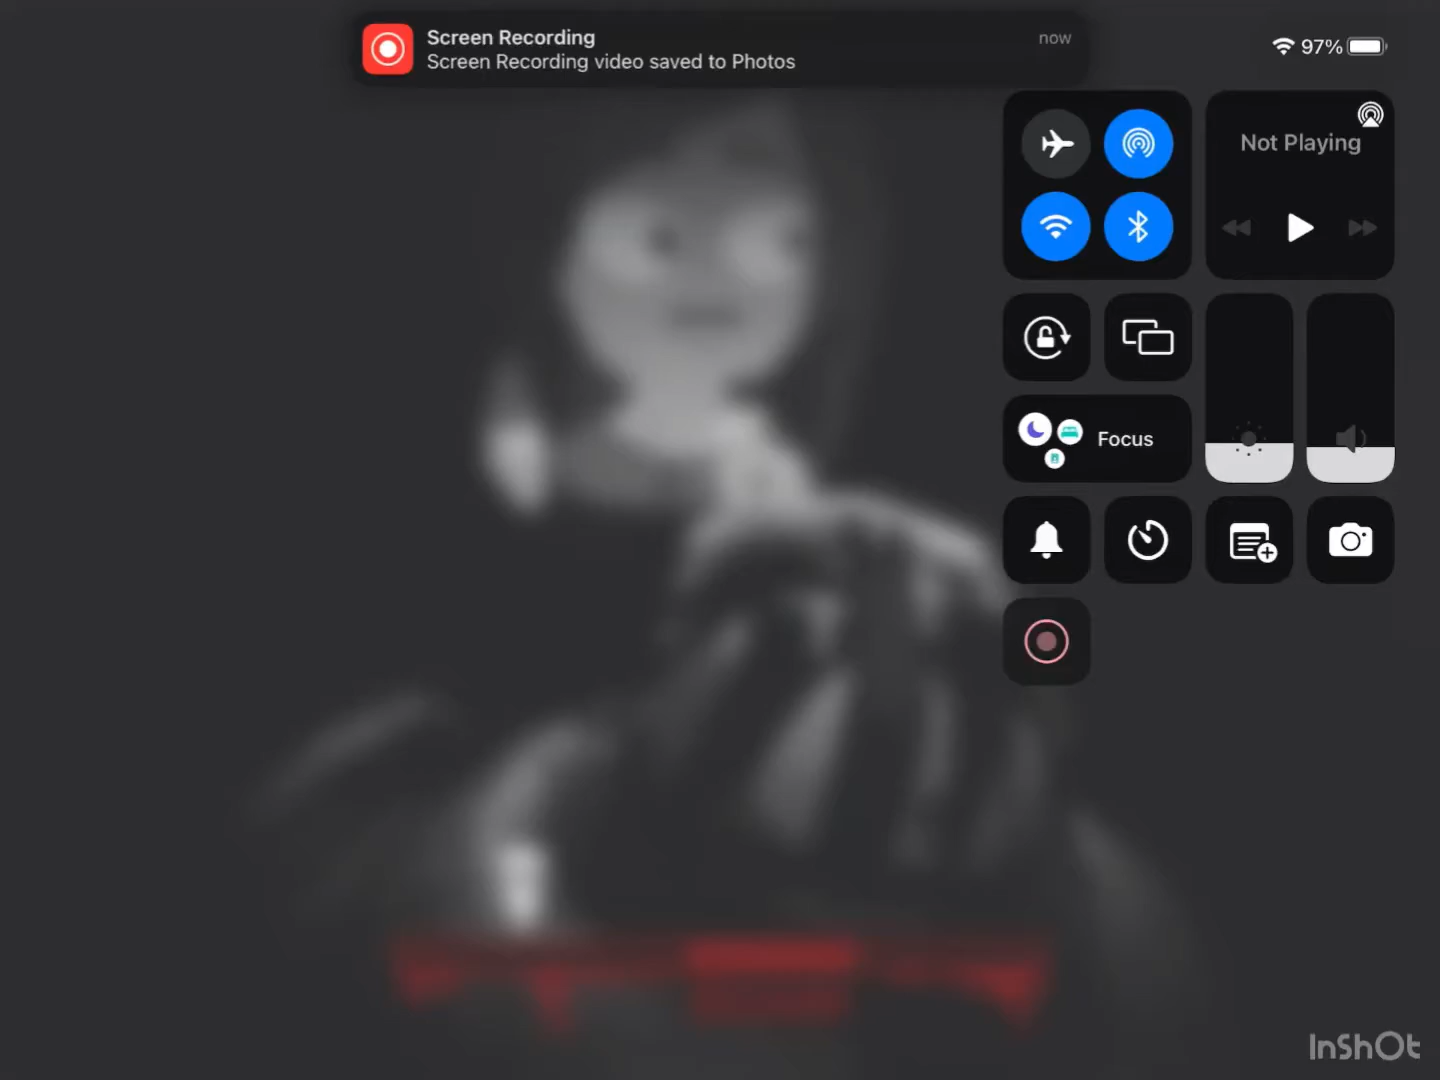 Screen Recording
now
Screen Recording video saved to Photos
97%
Not Playing
Focus
InShOt